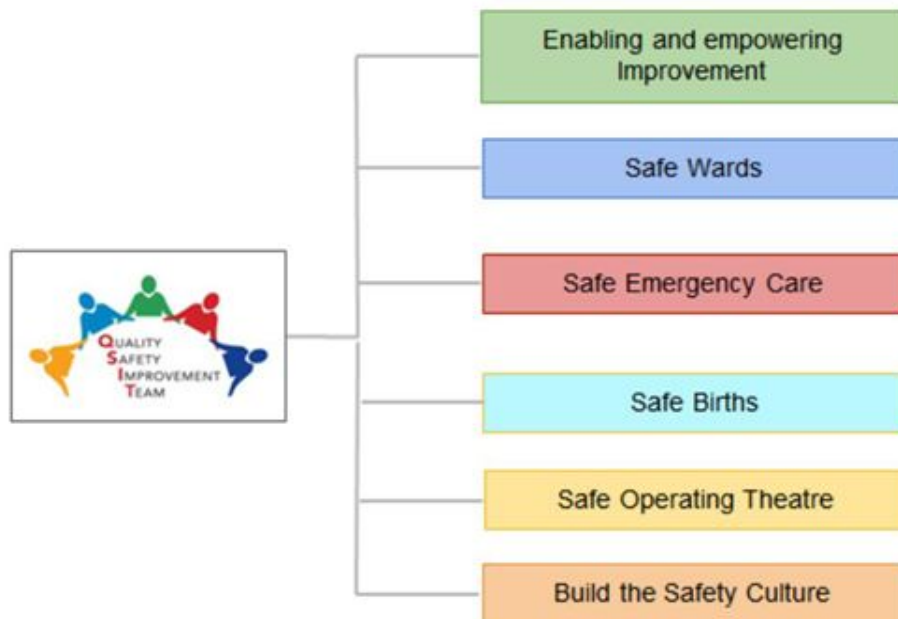 Enabling and empowering
Improvement
Safe Wards
Safe Emergency Care
QUALITY
SAFETY
IMPROVEMENT
TEAM
Safe Births
Safe Operating Theatre
Build the Safety Culture